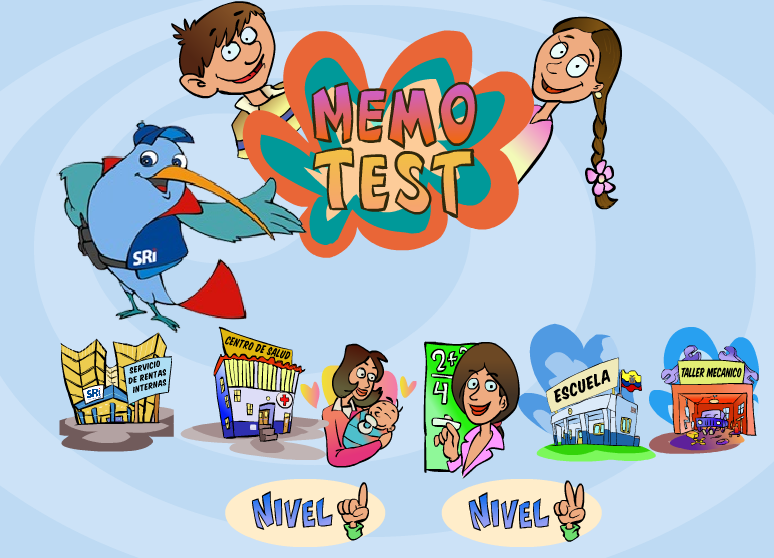 MEMO
TEST
SRi
SERVICIO
DE RENTAS
INTERNAS
SRi
CENTRO DE SALUD
2+2
4
ESCUELA
TALLER MECANICO
NIVEL
NIVEL